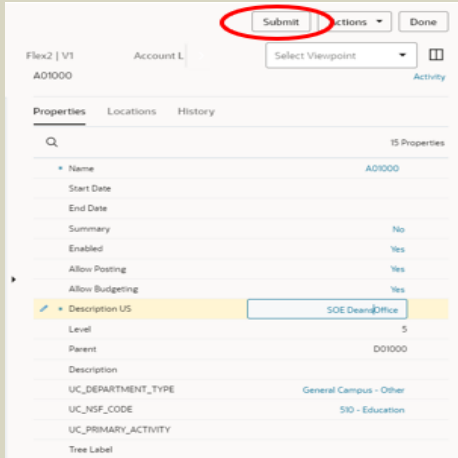 Submit Actions Done
Flex2 | V1 Account L Select Viewpoint
A01000 Activity
Properties Locations History
15 Properties
Name A01000
Start Date
End Date
Summary No
Enabled Yes
Allow Posting Yes
Allow Budgeting Yes
Description US SOE:Deans Office
Level 5
Parent D01000
Description
UC_DEPARTMENT_TYPE General Campus - Other
UC_NSF_CODE 510 - Education
UC_PRIMARY_ACTIVITY
Tree Label